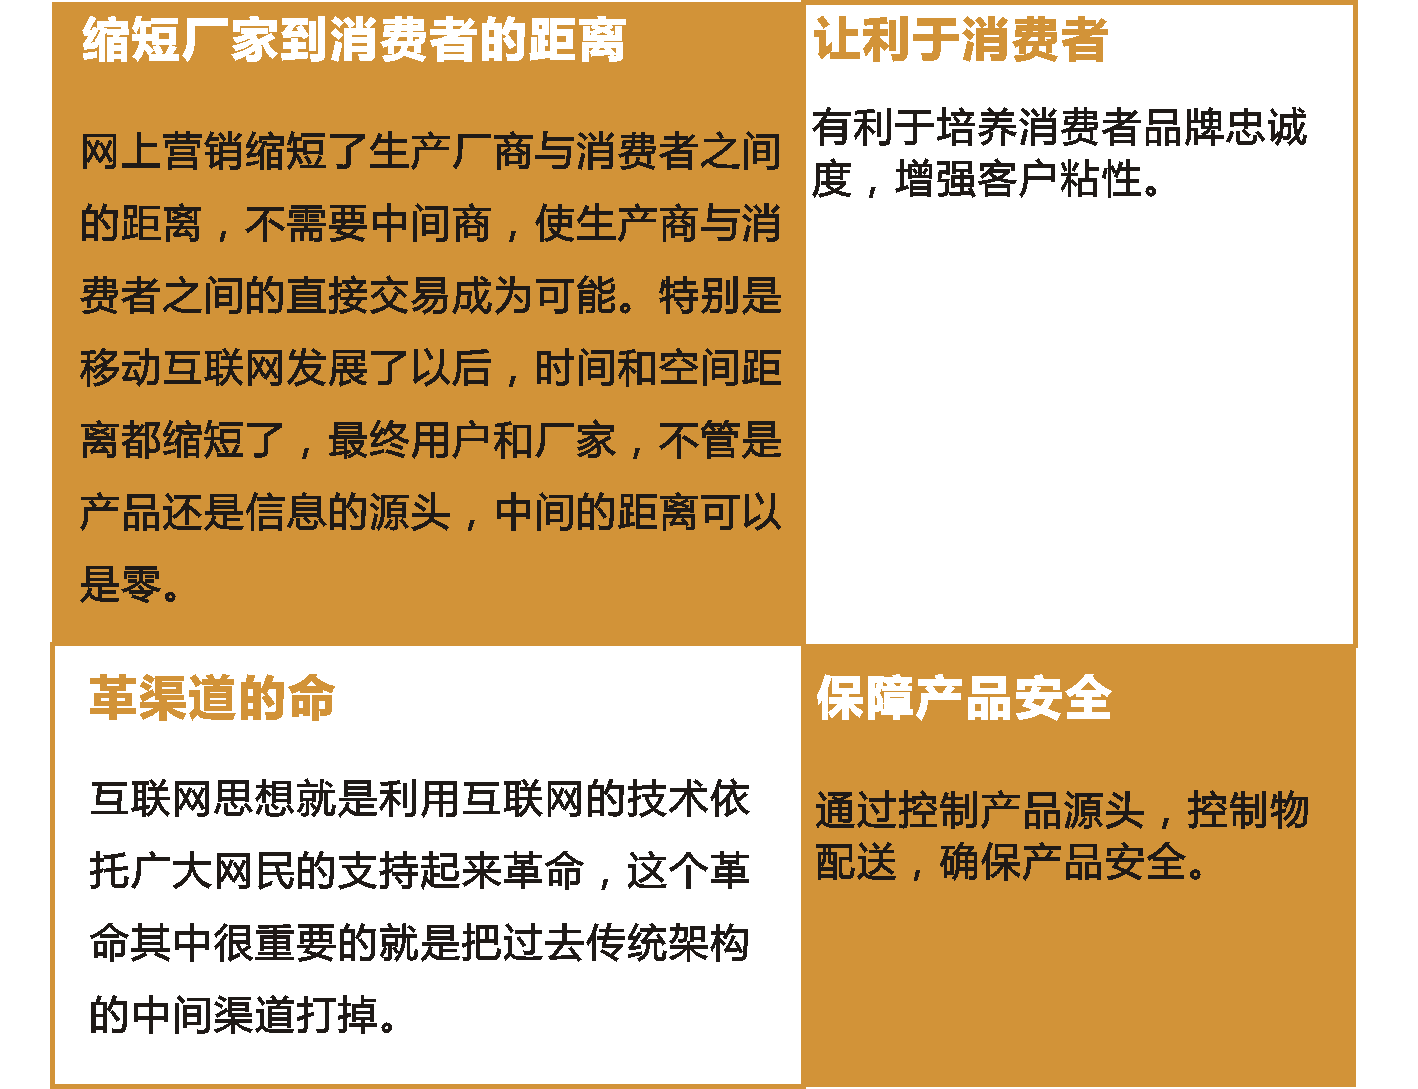 缩短厂家到消费者的距离
网上营销缩短了生产厂商与消费者之间
的距离，不需要中间商，使生产商与消
费者之间的直接交易成为可能。特别是
移动互联网发展了以后，时间和空间距
离都缩短了，最终用户和厂家，不管是
产品还是信息的源头，中间的距离可以
是零。
让利于消费者
有利于培养消费者品牌忠诚
度，增强客户粘性。
革渠道的命
互联网思想就是利用互联网的技术依
托广大网民的支持起来革命，这个革
命其中很重要的就是把过去传统架构
的中间渠道打掉。
保障产品安全
通过控制产品源头，控制物
配送，确保产品安全。